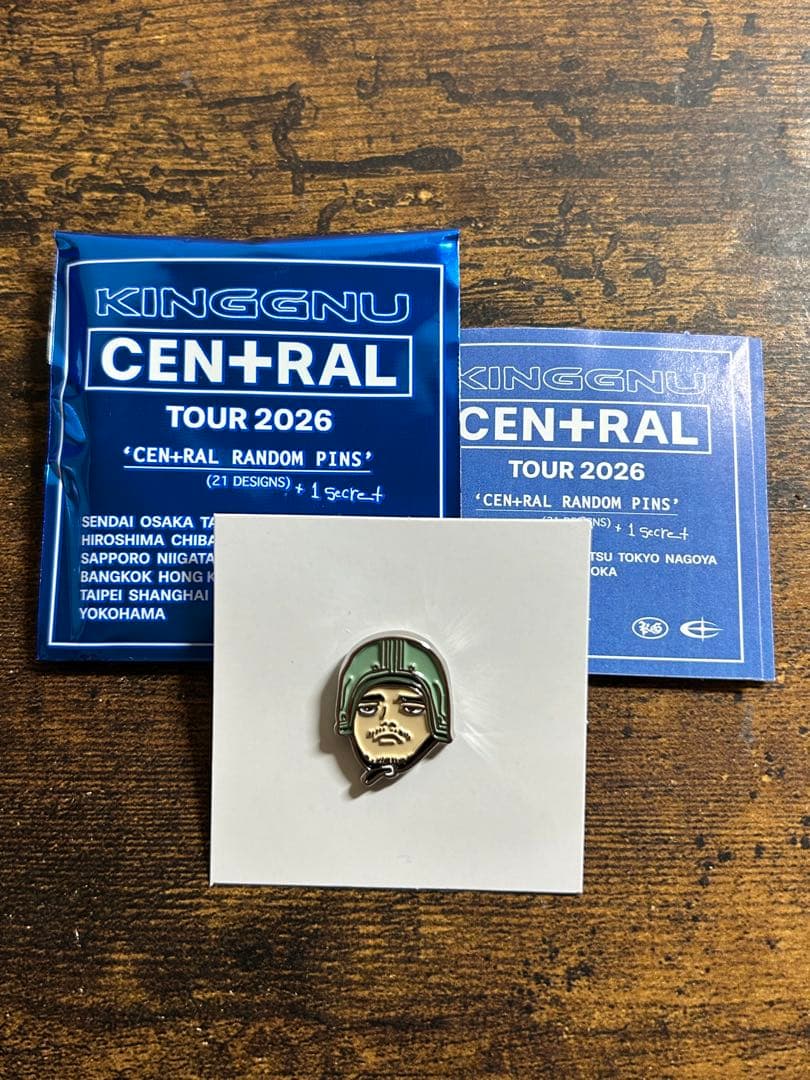 KINGGNU
CEN+RAL
TOUR 2026
‘CEN+RAL RANDOM PINS’
(21 DESIGNS) + 1 secret
SENDAI OSAKA
HIROSHIMA CHIBA
SAPPORO NIIGATA
BANGKOK HONG
TAIPEI SHANGHAI
YOKOHAMA
KINGGNU
CEN+RAL
TOUR 2026
‘CEN+RAL RANDOM PINS’
+ 1 secret
TOKYO NAGOYA